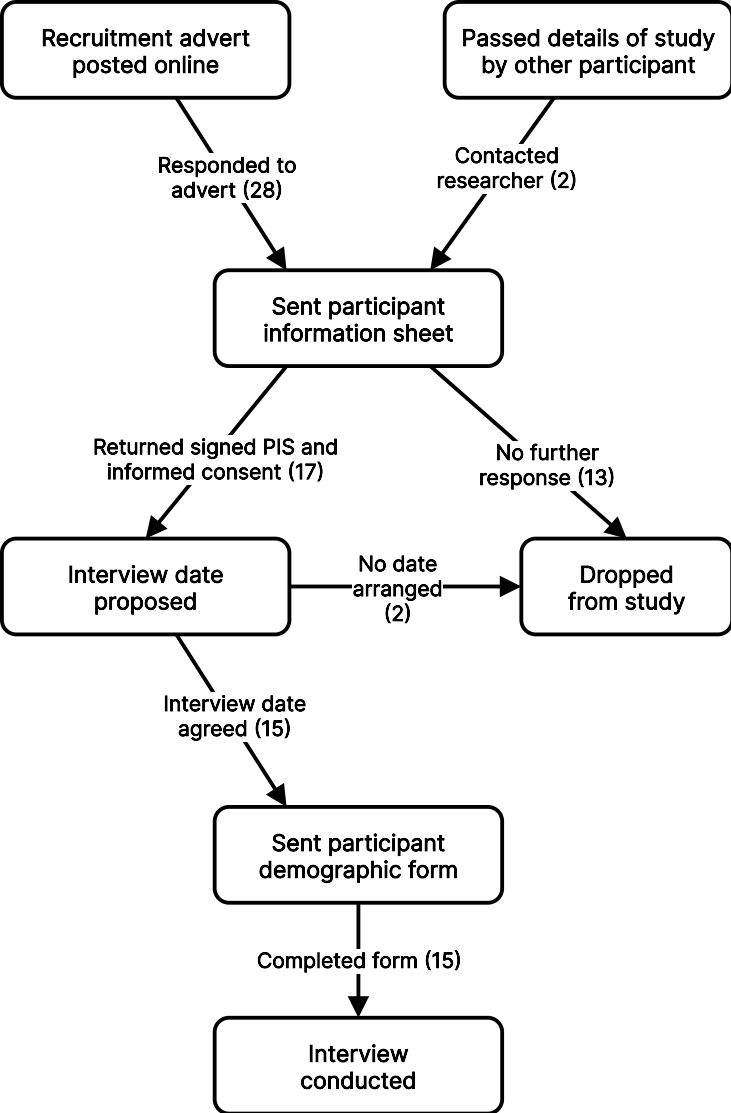 Recruitment advert
posted online
Passed details of study
by other participant
Responded to
advert (28)
Contacted
researcher (2)
Sent participant
information sheet
Returned signed PIS and
informed consent (17)
No further
response (13)
Interview date
proposed
No date
arranged
(2)
Dropped
from study
Interview date
agreed (15)
Sent participant
demographic form
Completed form (15)
Interview
conducted